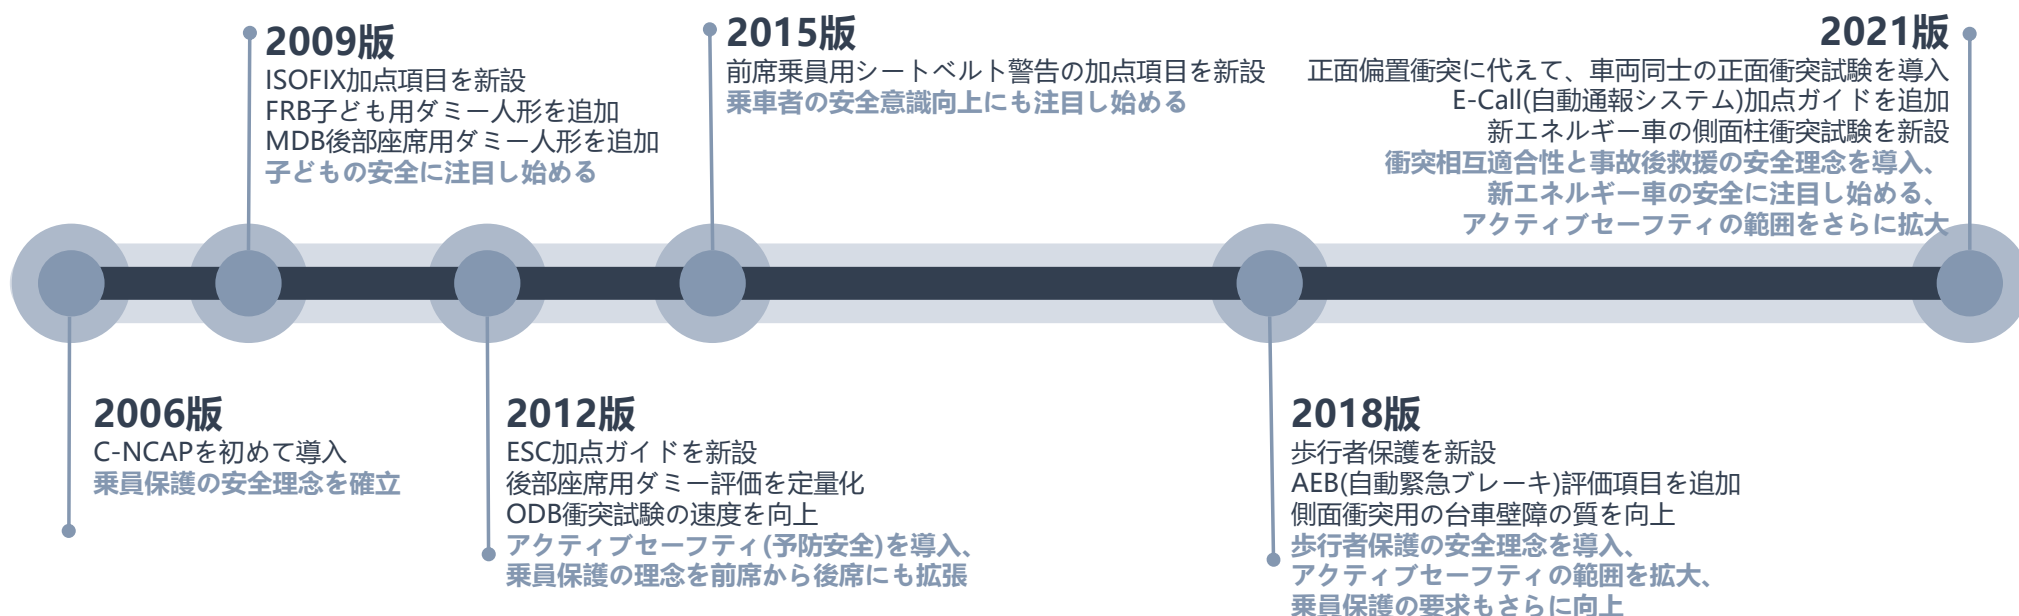 2009版
ISOFIX加点項目を新設
FRB子ども用ダミー人形を追加
MDB後部座席用ダミー人形を追加
子どもの安全に注目し始める
2015版
前席乗員用シートベルト警告の加点項目を新設
乗車者の安全意識向上にも注目し始める
2021版
正面偏置衝突に代えて、車両同士の正面衝突試験を導入
E-Call(自動通報システム)加点ガイドを追加
新エネルギー車の側面柱衝突試験を新設
衝突相互適合性と事故後救援の安全理念を導入、
新エネルギー車の安全に注目し始める、
アクティブセーフティの範囲をさらに拡大
2006版
C-NCAPを初めて導入
乗員保護の安全理念を確立
2012版
ESC加点ガイドを新設
後部座席用ダミー評価を定量化
ODB衝突試験の速度を向上
アクティブセーフティ(予防安全)を導入、
乗員保護の理念を前席から後席にも拡張
2018版
歩行者保護を新設
AEB(自動緊急ブレーキ)評価項目を追加
側面衝突用の台車壁障の質を向上
歩行者保護の安全理念を導入、
アクティブセーフティの範囲を拡大、
乗員保護の要求もさらに向上